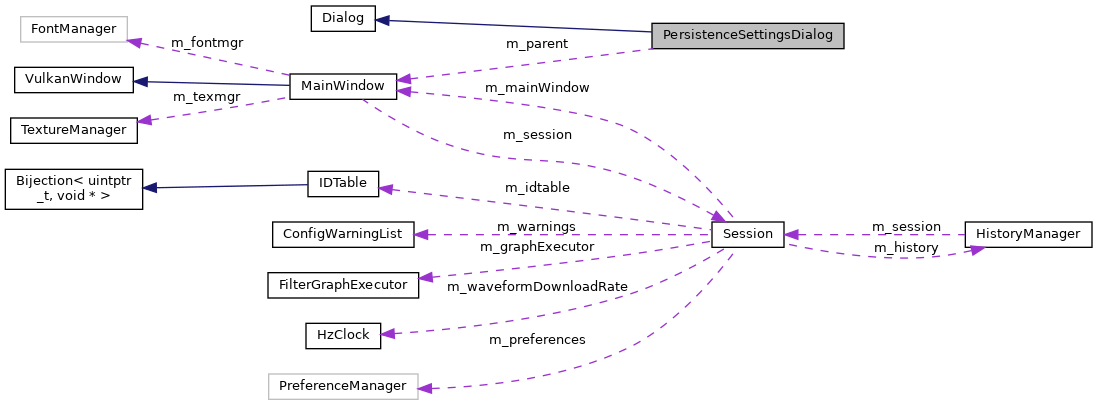 FontManager
Dialog
PersistenceSettingsDialog
m_fontmgr
m_parent
VulkanWindow
MainWindow
m_mainWindow
m_texmgr
TextureManager
m_session
Bijection< uintptr
_t, void * >
IDTable
m_idtable
ConfigWarningList
m_warnings
Session
m_session
HistoryManager
m_graphExecutor
m_history
FilterGraphExecutor
m_waveformDownloadRate
HzClock
m_preferences
PreferenceManager